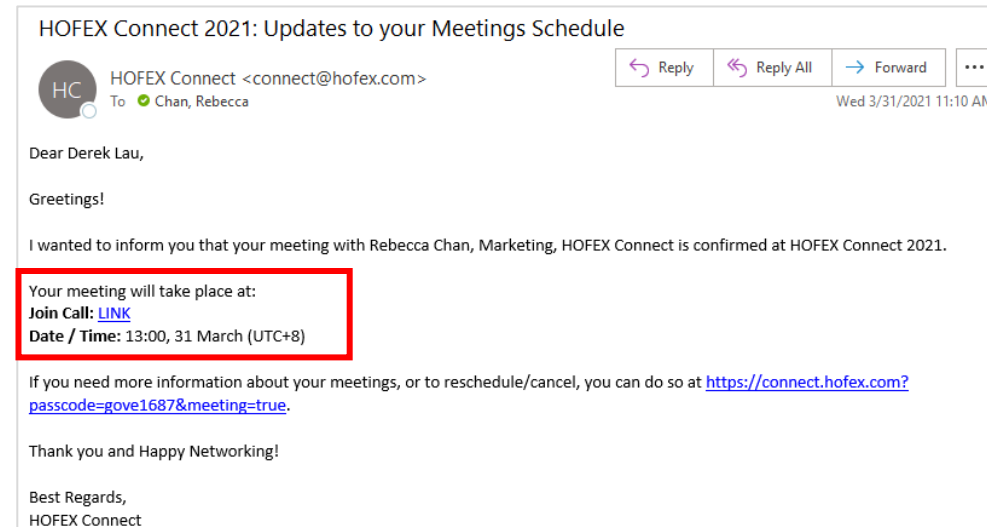 HOFEX Connect 2021: Updates to your Meetings Schedule
HC
HOFEX Connect <connect@hofex.com>
To Chan, Rebecca
Reply
Reply All
Forward
...
Wed 3/31/2021 11:10 AM
Dear Derek Lau,
Greetings!
I wanted to inform you that your meeting with Rebecca Chan, Marketing, HOFEX Connect is confirmed at HOFEX Connect 2021.
Your meeting will take place at:
Join Call: LINK
Date / Time: 13:00, 31 March (UTC+8)
If you need more information about your meetings, or to reschedule/cancel, you can do so at https://connect.hofex.com?
passcode=gove1687&meeting=true.
Thank you and Happy Networking!
Best Regards,
HOFEX Connect